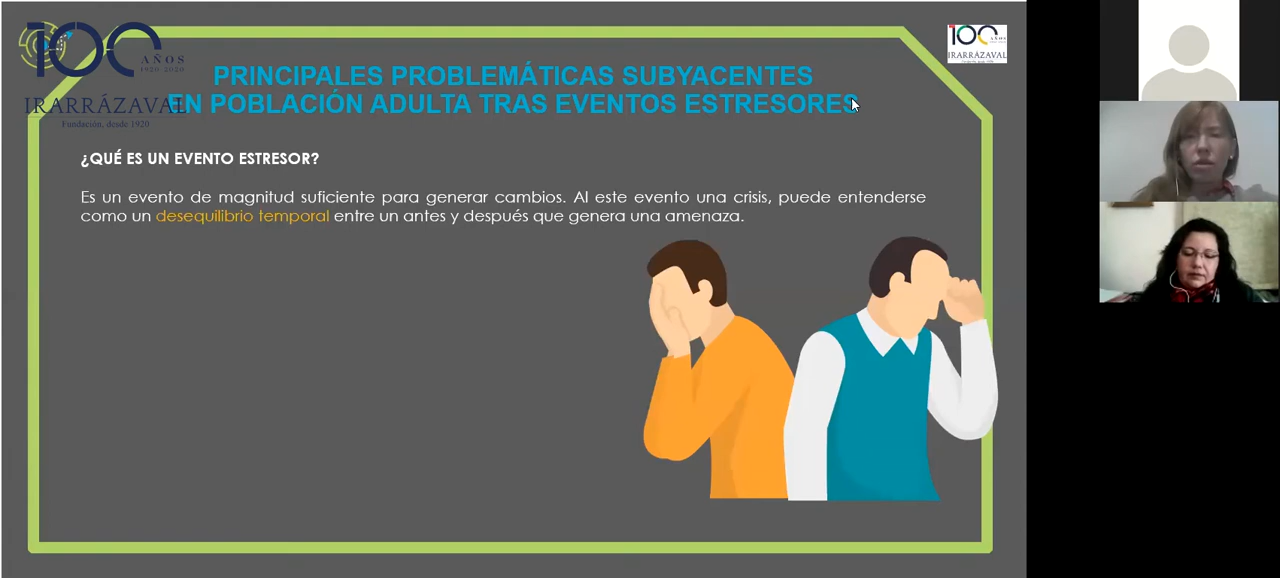 100
AÑOS
1920-2020
IRARRÁZAVAL
Fundación, desde 1920
100
AÑOS
IRARRÁZAVAL
PRINCIPALES PROBLEMÁTICAS SUBYACENTES
EN POBLACIÓN ADULTA TRAS EVENTOS ESTRESORES
¿QUÉ ES UN EVENTO ESTRESOR?
Es un evento de magnitud suficiente para generar cambios. Al este evento una crisis, puede entenderse
como un desequilibrio temporal entre un antes y después que genera una amenaza.